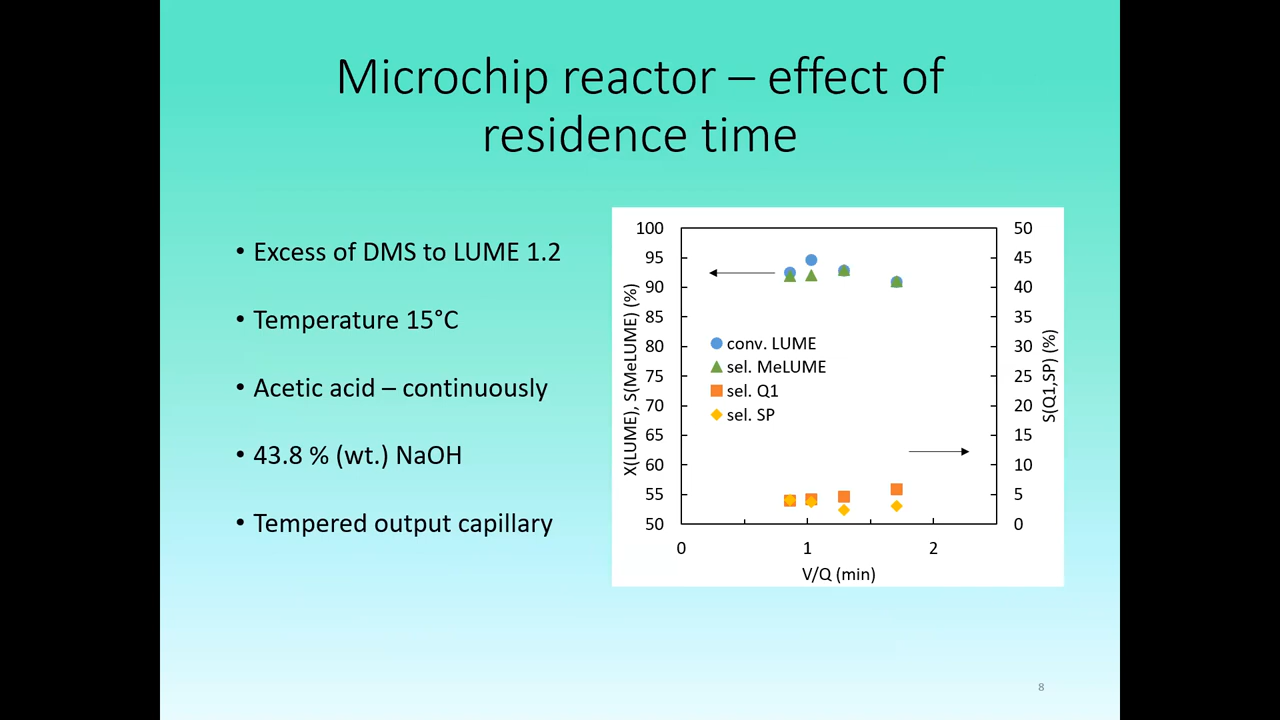 Microchip reactor – effect of
residence time
• Excess of DMS to LUME 1.2
• Temperature 15°C
• Acetic acid – continuously
• 43.8 % (wt.) NaOH
• Tempered output capillary
X(LUME), S(MeLUME) (%)
100
95
90
85
80
75
70
65
60
55
50
conv. LUME
sel. MeLUME
sel. Q1
sel. SP
50
45
40
35
30
25
20
15
10
5
0
S(Q1,SP) (%)
0 1 2
V/Q (min)
8